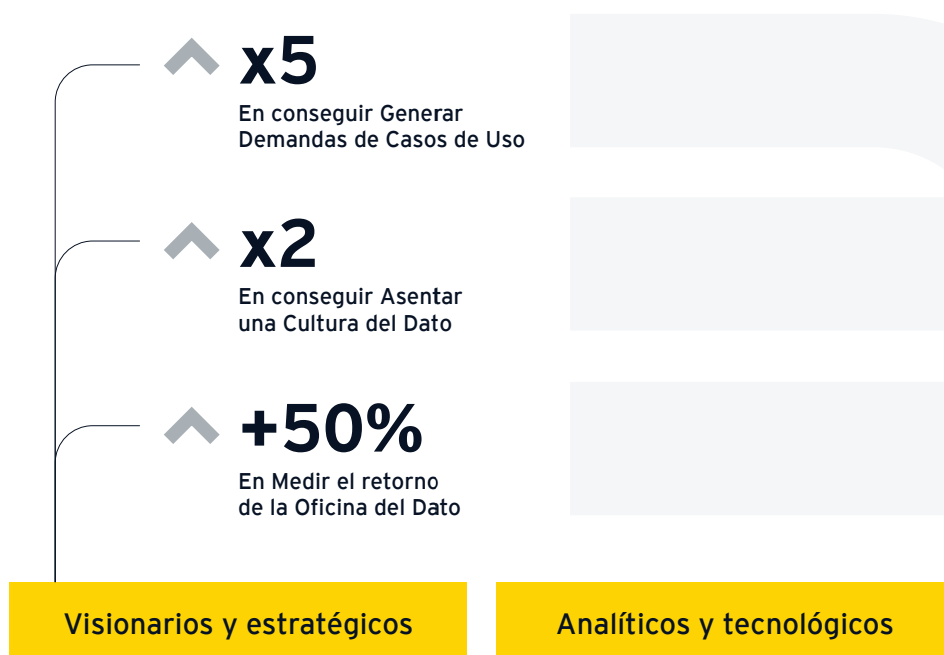 x5
En conseguir Generar
Demandas de Casos de Uso
x2
En conseguir Asentar
una Cultura del Dato
+50%
En Medir el retorno
de la Oficina del Dato
Visionarios y estratégicos
Analíticos y tecnológicos